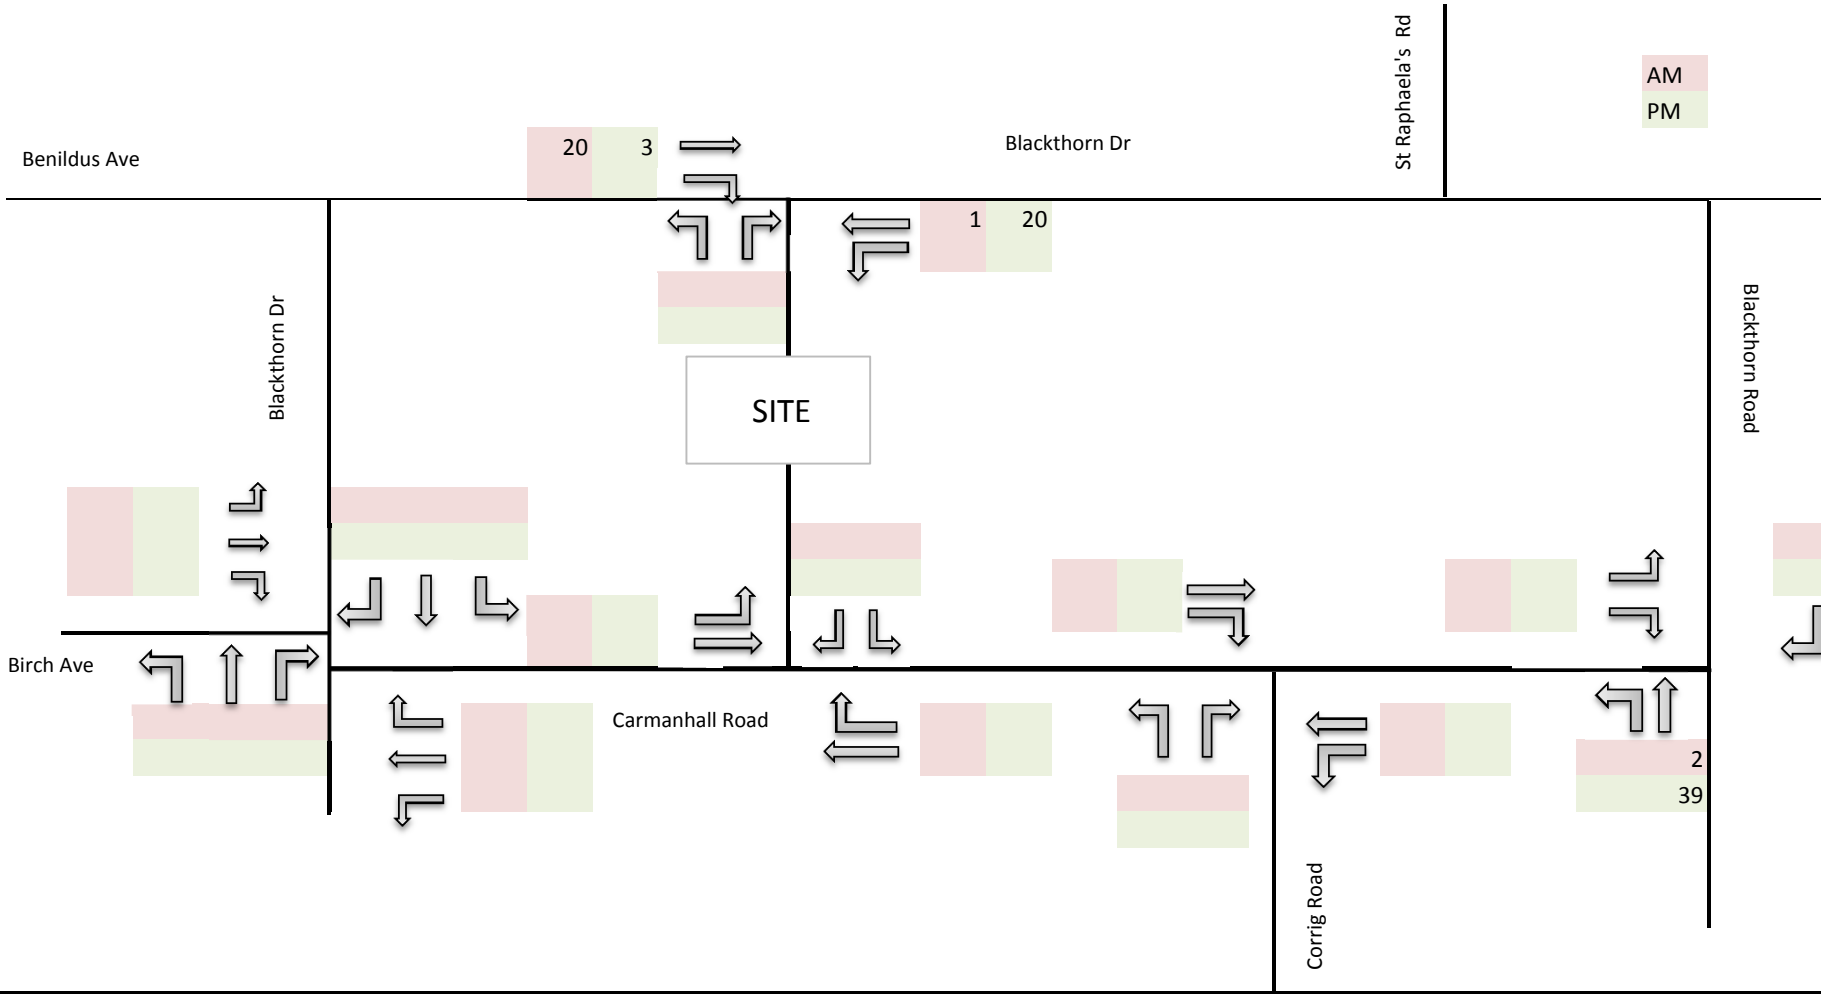 St Raphaela's Rd
AM
PM
20 3
Blackthorn Dr
Benildus Ave
1 20
Blackthorn Dr
Blackthorn Road
SITE
Birch Ave
Carmanhall Road
2
39
Corrig Road